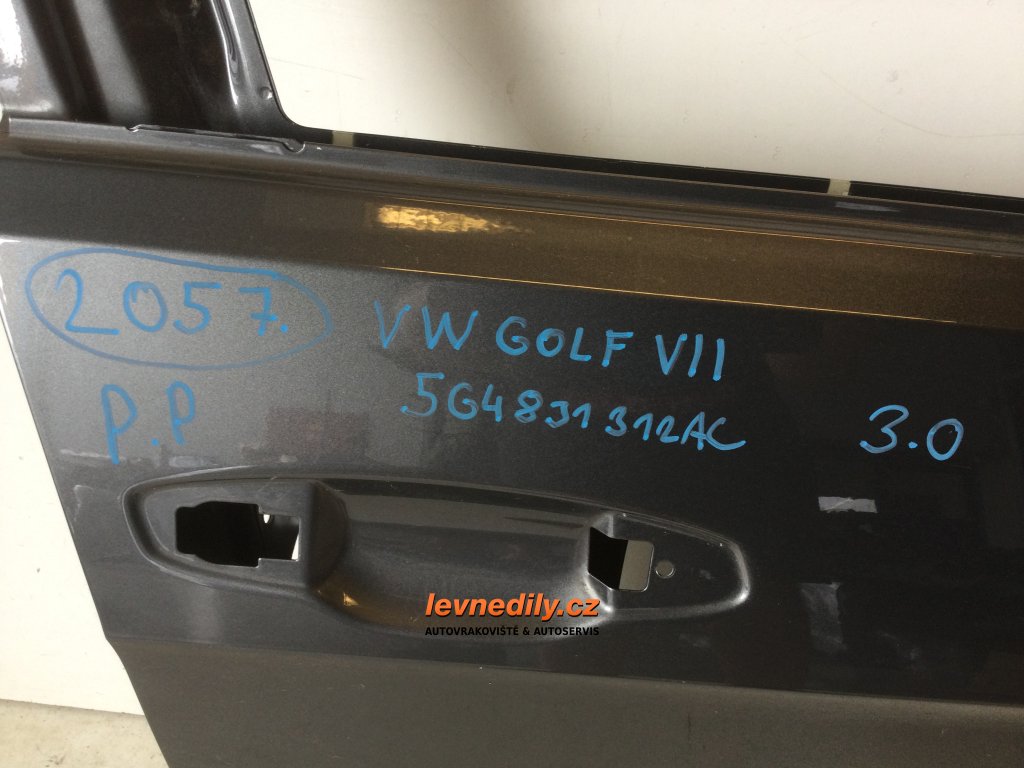 2057.
VW GOLF VII
P.P
5G4831312AC
3.0
levnedily.cz
AUTOVRAKOVIŠTĚ & AUTOSERVIS